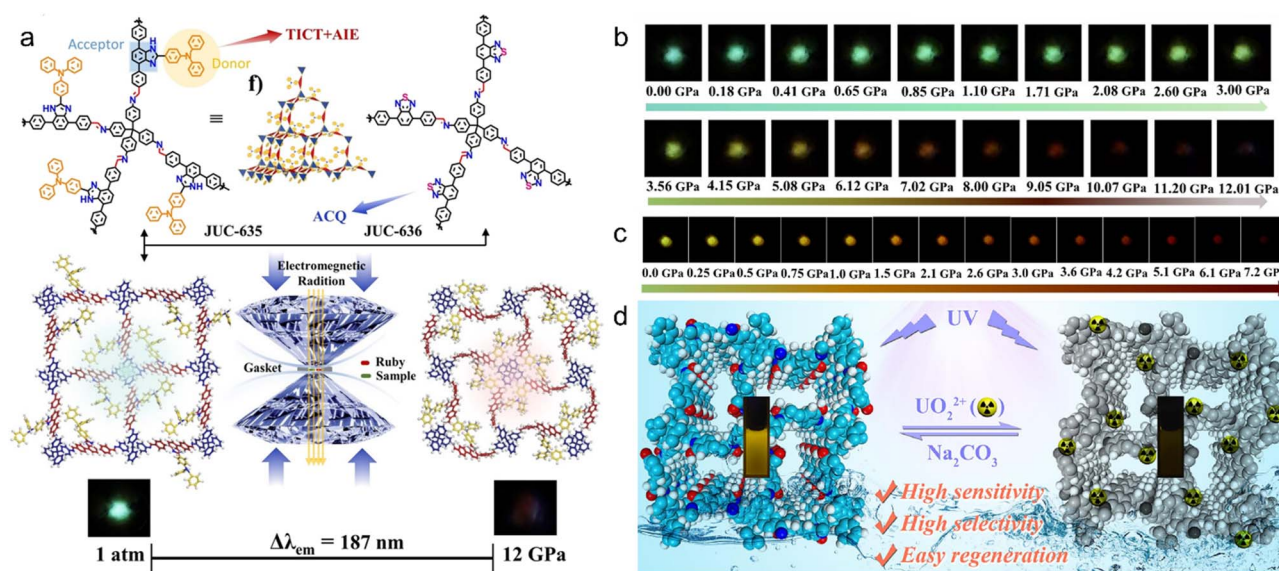 a
Acceptor
TICT+AIE
Donor
f)
≡
ACQ
JUC-635
JUC-636
Electromagnetic
Radition
Gasket
Ruby
Sample
1 atm
Δλem = 187 nm
12 GPa
b
0.00 GPa 0.18 GPa 0.41 GPa 0.65 GPa 0.85 GPa 1.10 GPa 1.71 GPa 2.08 GPa 2.60 GPa 3.00 GPa
3.56 GPa 4.15 GPa 5.08 GPa 6.12 GPa 7.02 GPa 8.00 GPa 9.05 GPa 10.07 GPa 11.20 GPa 12.01 GPa
c
0.0 GPa 0.25 GPa 0.5 GPa 0.75 GPa 1.0 GPa 1.5 GPa 2.1 GPa 2.6 GPa 3.0 GPa 3.6 GPa 4.2 GPa 5.1 GPa 6.1 GPa 7.2 GPa
d
UV
UO₂²⁺ ( )
Na₂CO₃
✓ High sensitivity
✓ High selectivity
✓ Easy regeneration